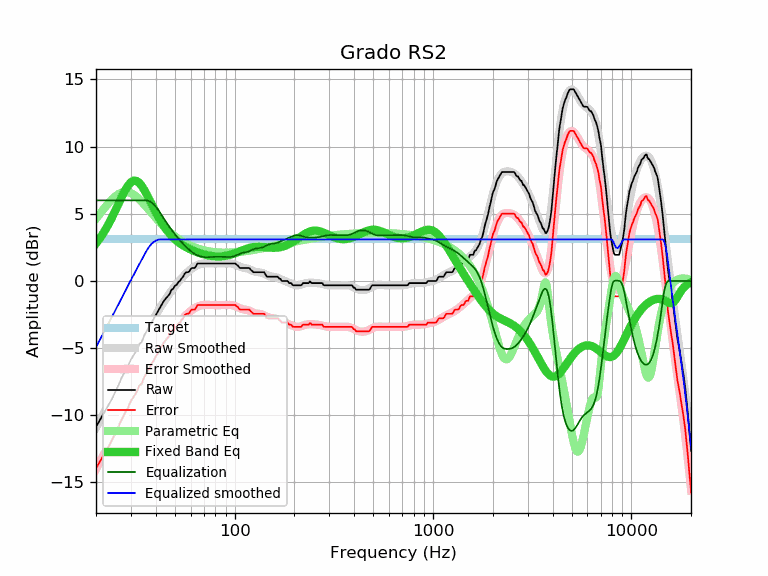 Grado RS2
15
10
5
0
−5
−10
−15
Amplitude (dBr)
Target
Raw Smoothed
Error Smoothed
Raw
Error
Parametric Eq
Fixed Band Eq
Equalization
Equalized smoothed
100
1000
10000
Frequency (Hz)